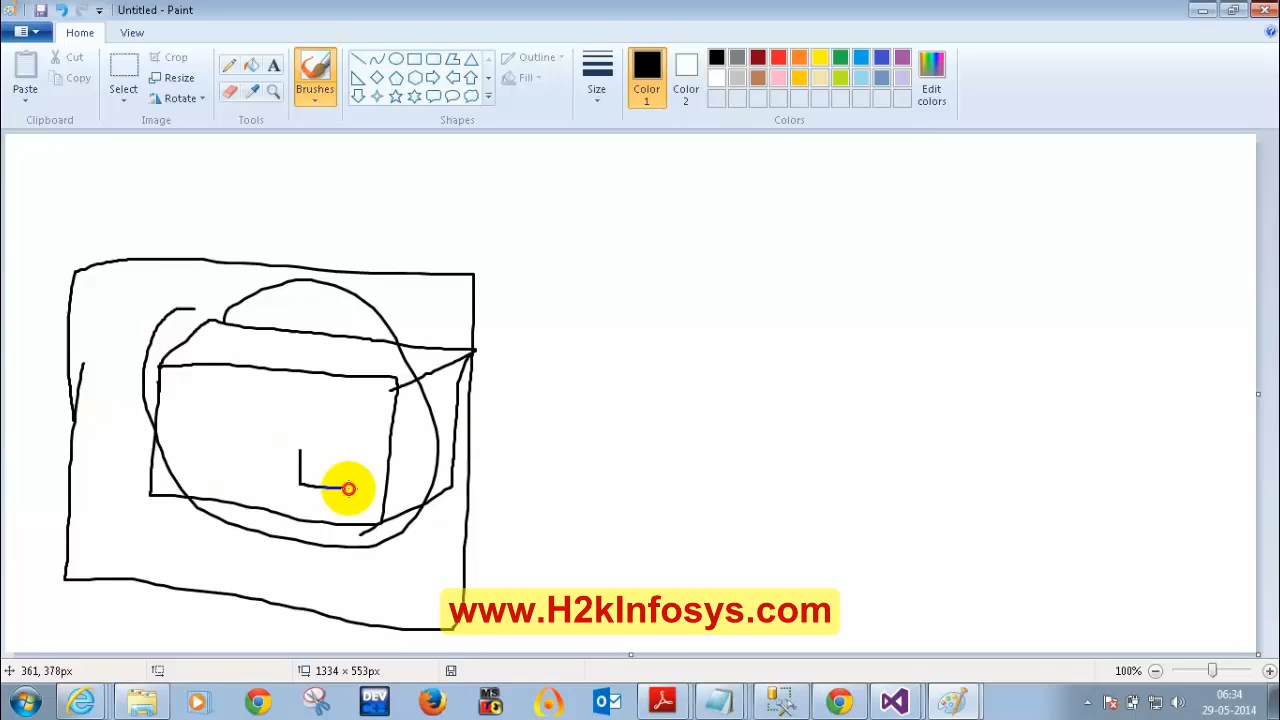 Untitled - Paint
Home View
Paste
Cut
Copy
Clipboard
Select
Crop
Resize
Rotate
Image
A
Tools
Brushes
Outline
Fill
Shapes
Size
Color 1
Color 2
Edit colors
Colors
www.H2kInfosys.com
361, 378px
1334 × 553px
100%
DEV
MS
06:34
29-05-2014